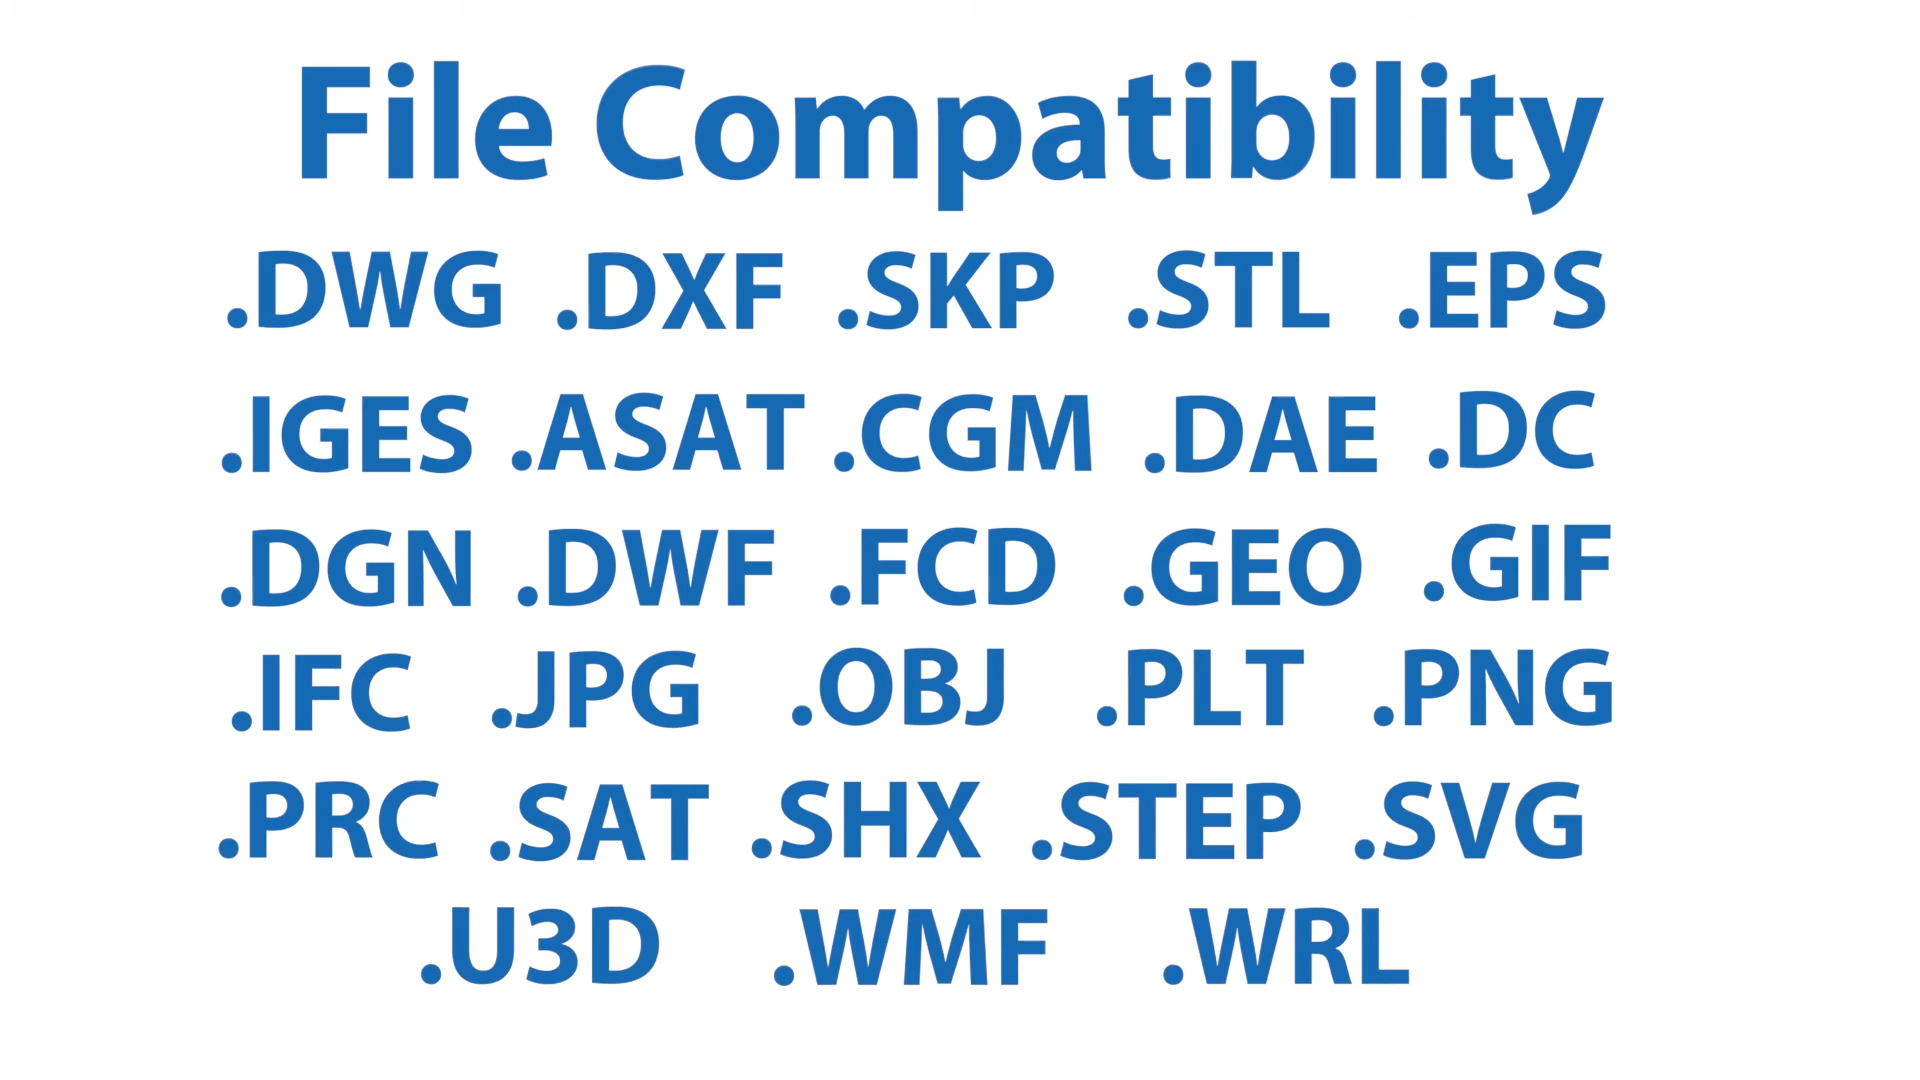 File Compatibility
.DWG .DXF .SKP .STL .EPS
.IGES .ASAT .CGM .DAE .DC
.DGN .DWF .FCD .GEO .GIF
.IFC .JPG .OBJ .PLT .PNG
.PRC .SAT .SHX .STEP .SVG
.U3D .WMF .WRL